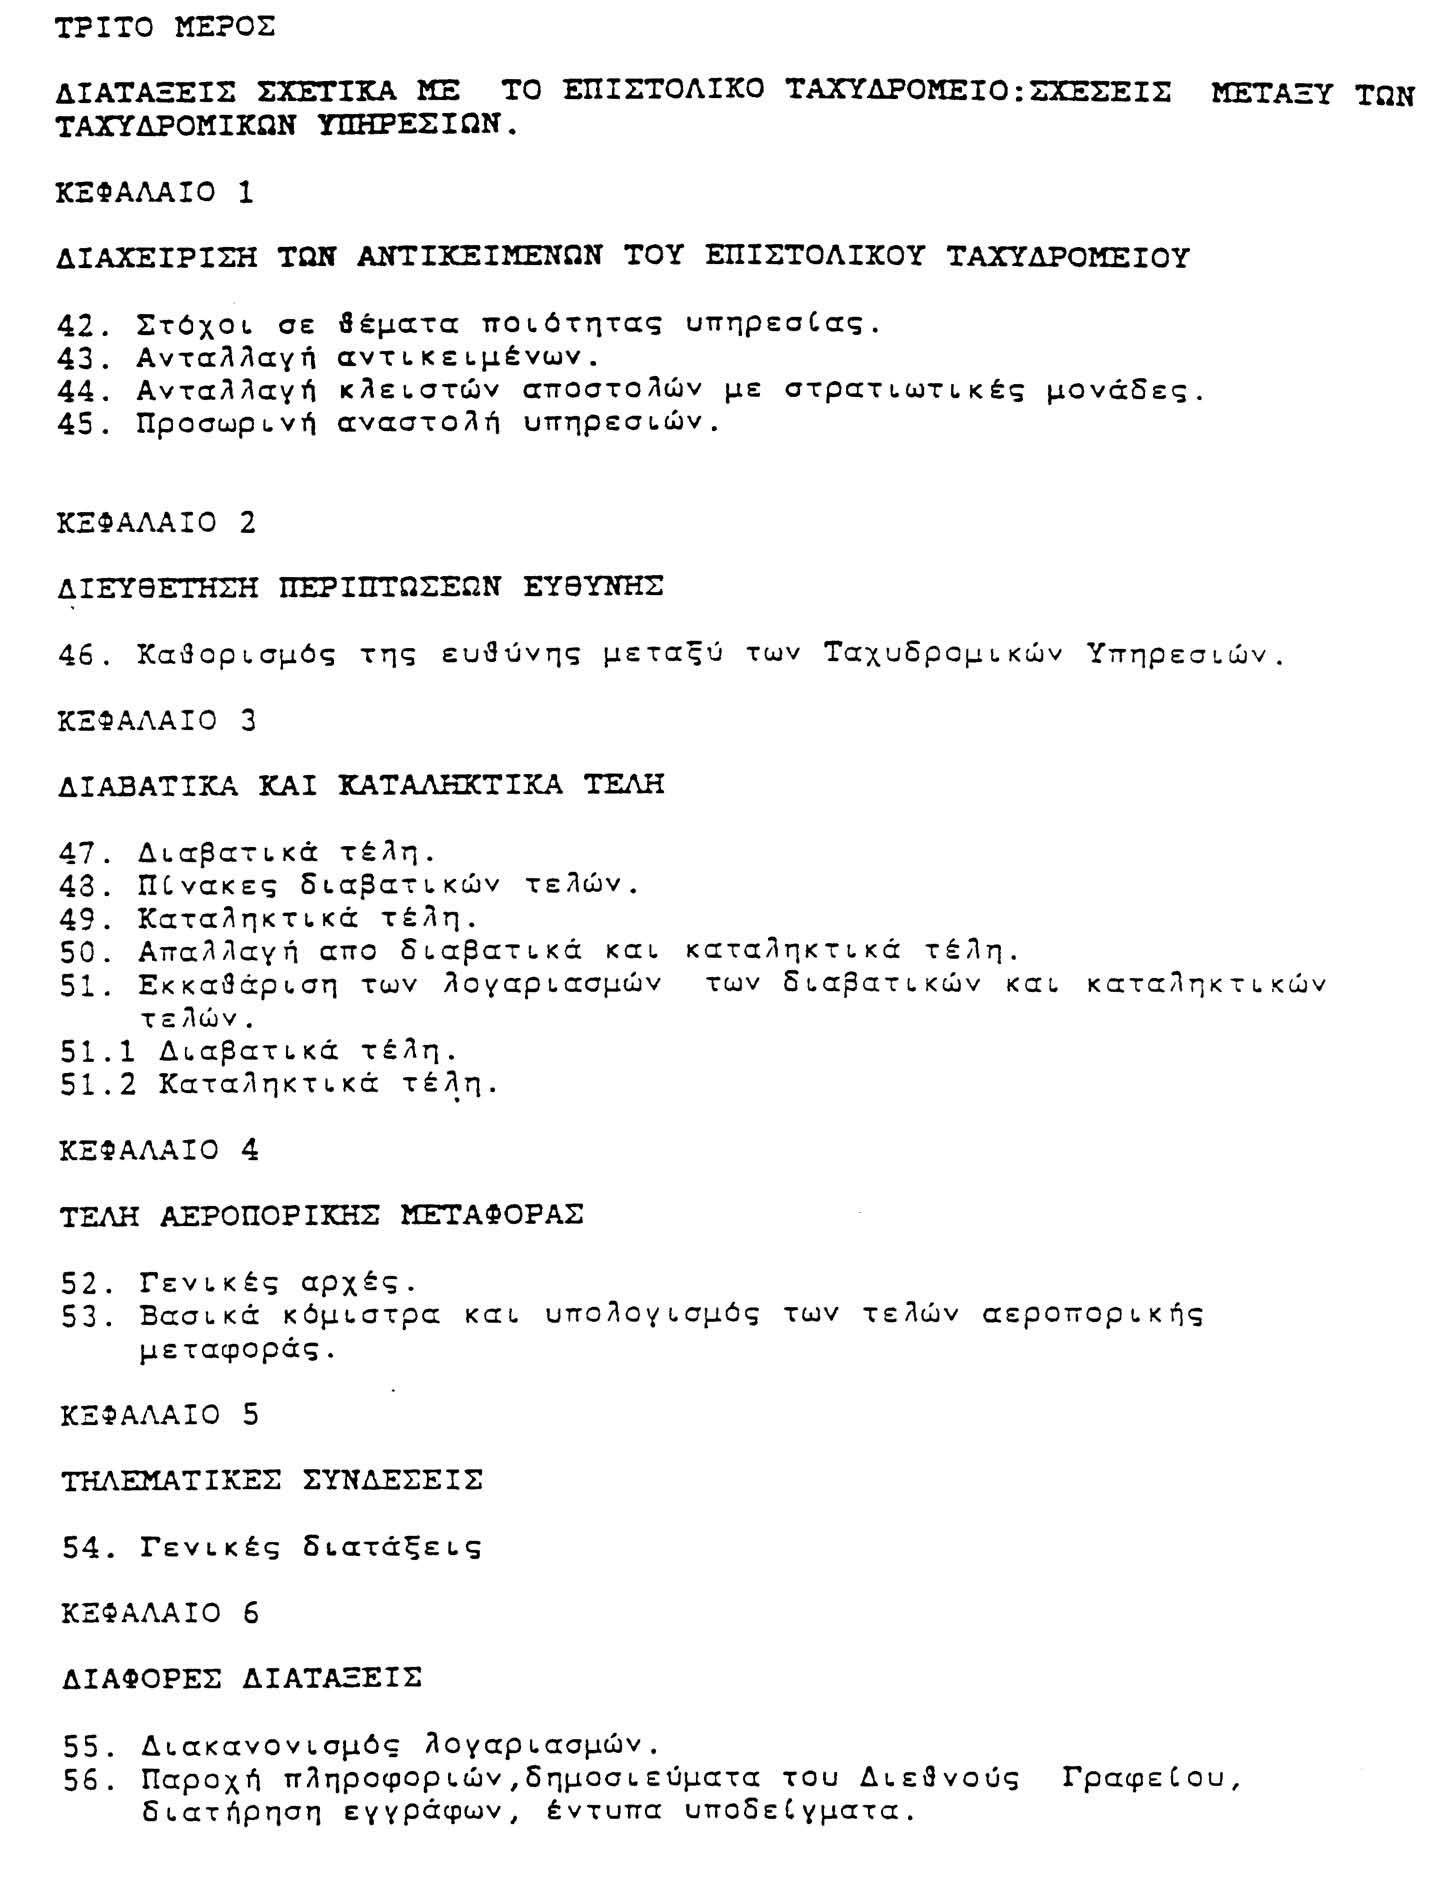 ΤΡΙΤΟ ΜΕΡΟΣ
ΔΙΑΤΑΞΕΙΣ ΣΧΕΤΙΚΑ ΜΕ ΤΟ ΕΠΙΣΤΟΛΙΚΟ ΤΑΧΥΔΡΟΜΕΙΟ:ΣΧΕΣΕΙΣ ΜΕΤΑΞΥ ΤΩΝ
ΤΑΧΥΔΡΟΜΙΚΩΝ ΥΠΗΡΕΣΙΩΝ.
ΚΕΦΑΛΑΙΟ 1
ΔΙΑΧΕΙΡΙΣΗ ΤΩΝ ΑΝΤΙΚΕΙΜΕΝΩΝ ΤΟΥ ΕΠΙΣΤΟΛΙΚΟΥ ΤΑΧΥΔΡΟΜΕΙΟΥ
42. Στόχοι σε θέματα ποιότητας υπηρεσίας.
43. Ανταλλαγή αντικειμένων.
44. Ανταλλαγή κλειστών αποστολών με στρατιωτικές μονάδες.
45. Προσωρινή αναστολή υπηρεσιών.
ΚΕΦΑΛΑΙΟ 2
ΔΙΕΥΘΕΤΗΣΗ ΠΕΡΙΠΤΩΣΕΩΝ ΕΥΘΥΝΗΣ
46. Καθορισμός της ευθύνης μεταξύ των Ταχυδρομικών Υπηρεσιών.
ΚΕΦΑΛΑΙΟ 3
ΔΙΑΒΑΤΙΚΑ ΚΑΙ ΚΑΤΑΛΗΚΤΙΚΑ ΤΕΛΗ
47. Διαβατικά τέλη.
48. Πίνακες διαβατικών τελών.
49. Καταληκτικά τέλη.
50. Απαλλαγή απο διαβατικά και καταληκτικά τέλη.
51. Εκκαθάριση των λογαριασμών των διαβατικών και καταληκτικών
τελών.
51.1 Διαβατικά τέλη.
51.2 Καταληκτικά τέλη.
ΚΕΦΑΛΑΙΟ 4
ΤΕΛΗ ΑΕΡΟΠΟΡΙΚΗΣ ΜΕΤΑΦΟΡΑΣ
52. Γενικές αρχές.
53. Βασικά κόμιστρα και υπολογισμός των τελών αεροπορικής
μεταφοράς.
ΚΕΦΑΛΑΙΟ 5
ΤΗΛΕΜΑΤΙΚΕΣ ΣΥΝΔΕΣΕΙΣ
54. Γενικές διατάξεις
ΚΕΦΑΛΑΙΟ 6
ΔΙΑΦΟΡΕΣ ΔΙΑΤΑΞΕΙΣ
55. Διακανονισμός λογαριασμών.
56. Παροχή πληροφοριών,δημοσιεύματα του Διεθνούς Γραφείου,
διατήρηση εγγράφων, έντυπα υποδείγματα.